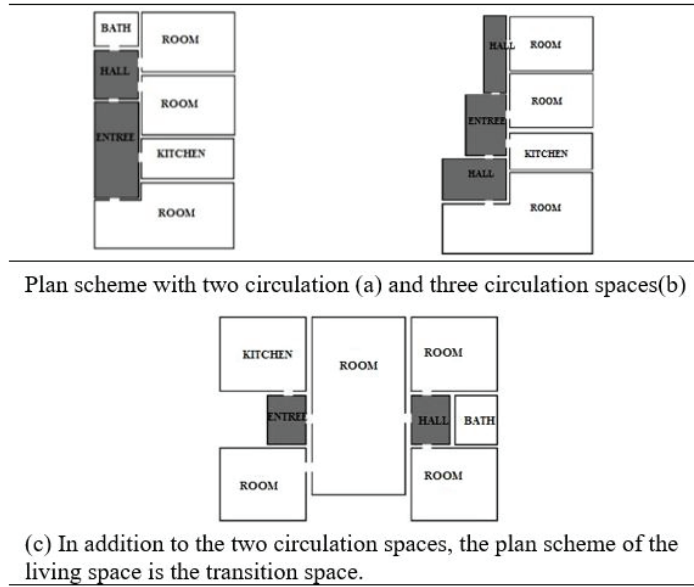 BATH
ROOM
HALL
ROOM
ENTREE
KITCHEN
ROOM
HALL
ROOM
ROOM
ENTREE
KITCHEN
HALL
ROOM
Plan scheme with two circulation (a) and three circulation spaces(b)
KITCHEN
ROOM
ROOM
ENTREE
HALL
BATH
ROOM
ROOM
(c) In addition to the two circulation spaces, the plan scheme of the
living space is the transition space.